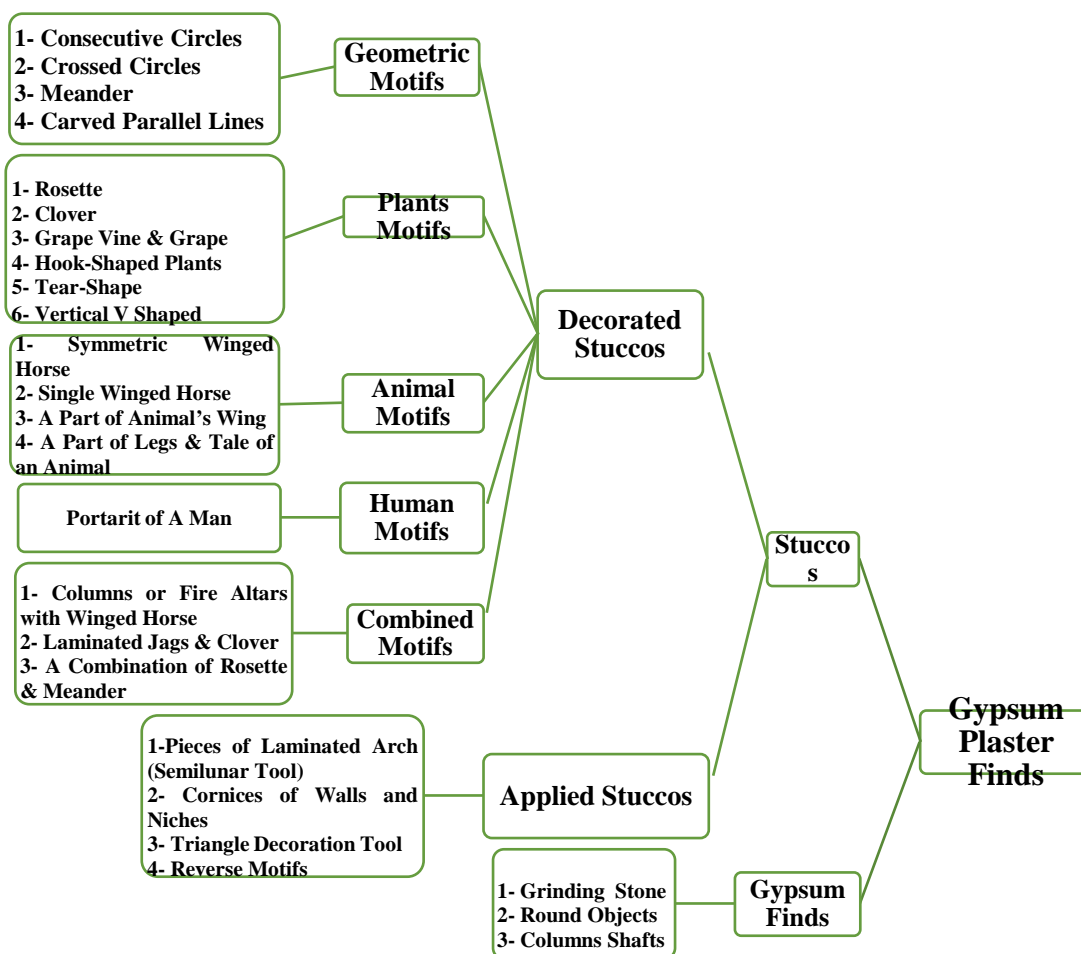 1- Consecutive Circles
2- Crossed Circles
3- Meander
4- Carved Parallel Lines
Geometric
Motifs
1- Rosette
2- Clover
3- Grape Vine & Grape
4- Hook-Shaped Plants
5- Tear-Shape
6- Vertical V Shaped
Plants
Motifs
1- Symmetric Winged
Horse
2- Single Winged Horse
3- A Part of Animal's Wing
4- A Part of Legs & Tale of
an Animal
Animal
Motifs
Portarit of A Man
Human
Motifs
1- Columns or Fire Altars
with Winged Horse
2- Laminated Jags & Clover
3- A Combination of Rosette
& Meander
Combined
Motifs
Decorated
Stuccos
1-Pieces of Laminated Arch
(Semilunar Tool)
2- Cornices of Walls and
Niches
3- Triangle Decoration Tool
4- Reverse Motifs
Applied Stuccos
Stucco
s
1- Grinding Stone
2- Round Objects
3- Columns Shafts
Gypsum
Finds
Gypsum
Plaster
Finds